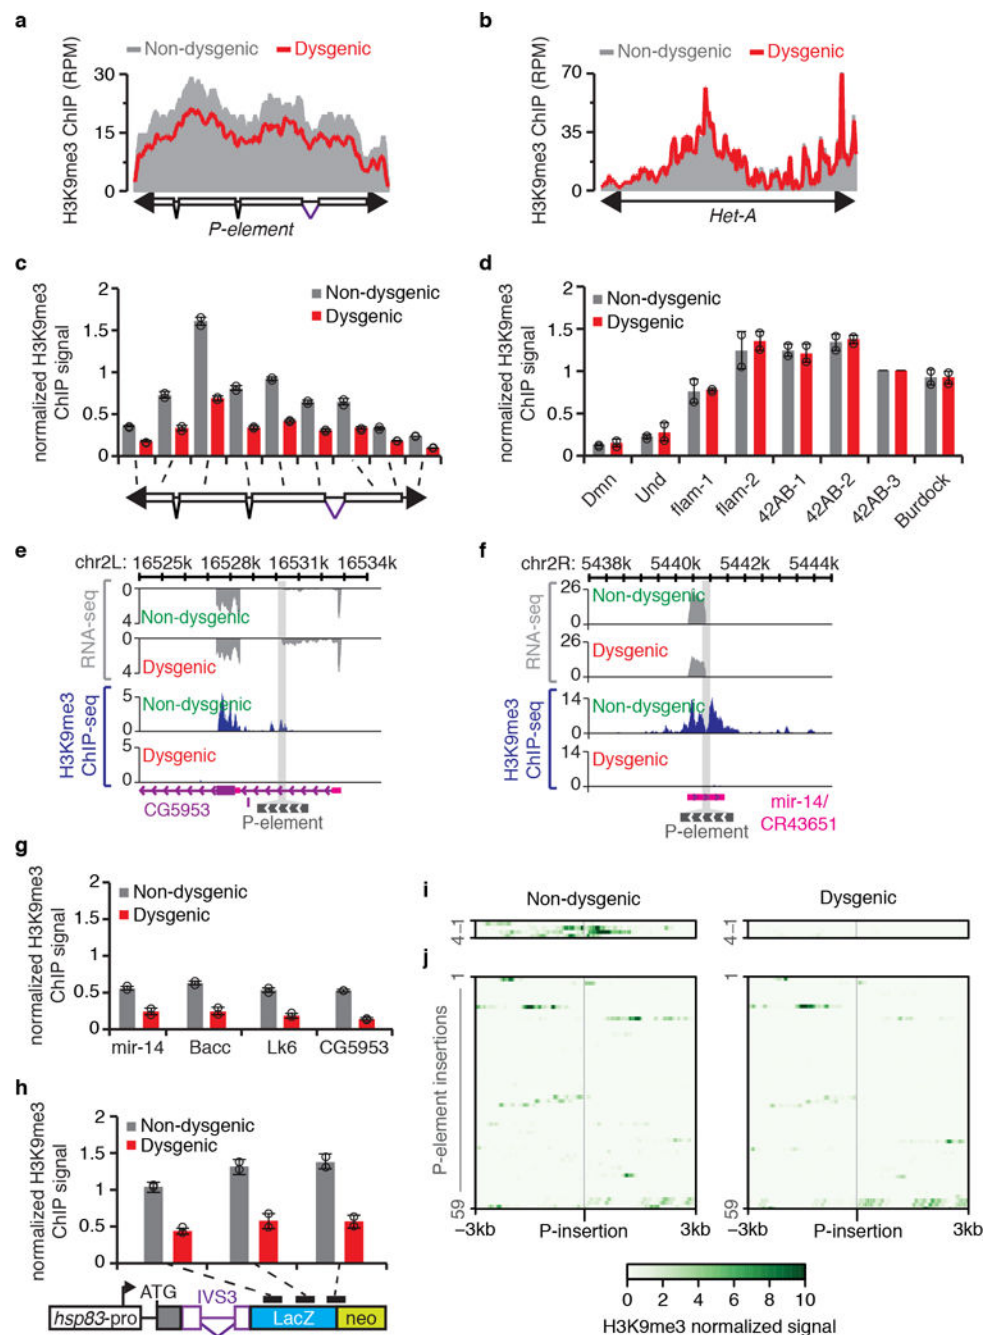 a
Non-dysgenic Dysgenic
H3K9me3 ChIP (RPM)
30
15
0
P-element
b
Non-dysgenic Dysgenic
H3K9me3 ChIP (RPM)
70
35
0
Het-A
c
Non-dysgenic
Dysgenic
normalized H3K9me3
ChIP signal
2
1.5
1
0.5
0
d
Non-dysgenic
Dysgenic
normalized H3K9me3
ChIP signal
2
1.5
1
0.5
0
Dmn
Und
flam-1
flam-2
42AB-1
42AB-2
42AB-3
Burdock
e
chr2L: 16525k 16528k 16531k 16534k
RNA-seq
0
4
Non-dysgenic
0
4
Dysgenic
H3K9me3
ChIP-seq
5
0
Non-dysgenic
5
0
Dysgenic
CG5953
P-element
f
chr2R: 5438k 5440k 5442k 5444k
RNA-seq
26
0
Non-dysgenic
26
0
Dysgenic
H3K9me3
ChIP-seq
14
0
Non-dysgenic
14
0
Dysgenic
mir-14/
CR43651
P-element
g
Non-dysgenic
Dysgenic
normalized H3K9me3
ChIP signal
2
1.5
1
0.5
0
mir-14 Bacc Lk6 CG5953
h
Non-dysgenic
Dysgenic
normalized H3K9me3
ChIP signal
2
1.5
1
0.5
0
ATG
IVS3
hsp83-pro
LacZ
neo
i
Non-dysgenic
Dysgenic
4–1
4–1
j
P-element insertions
1
59
−3kb P-insertion 3kb
1
59
−3kb P-insertion 3kb
0 2 4 6 8 10
H3K9me3 normalized signal